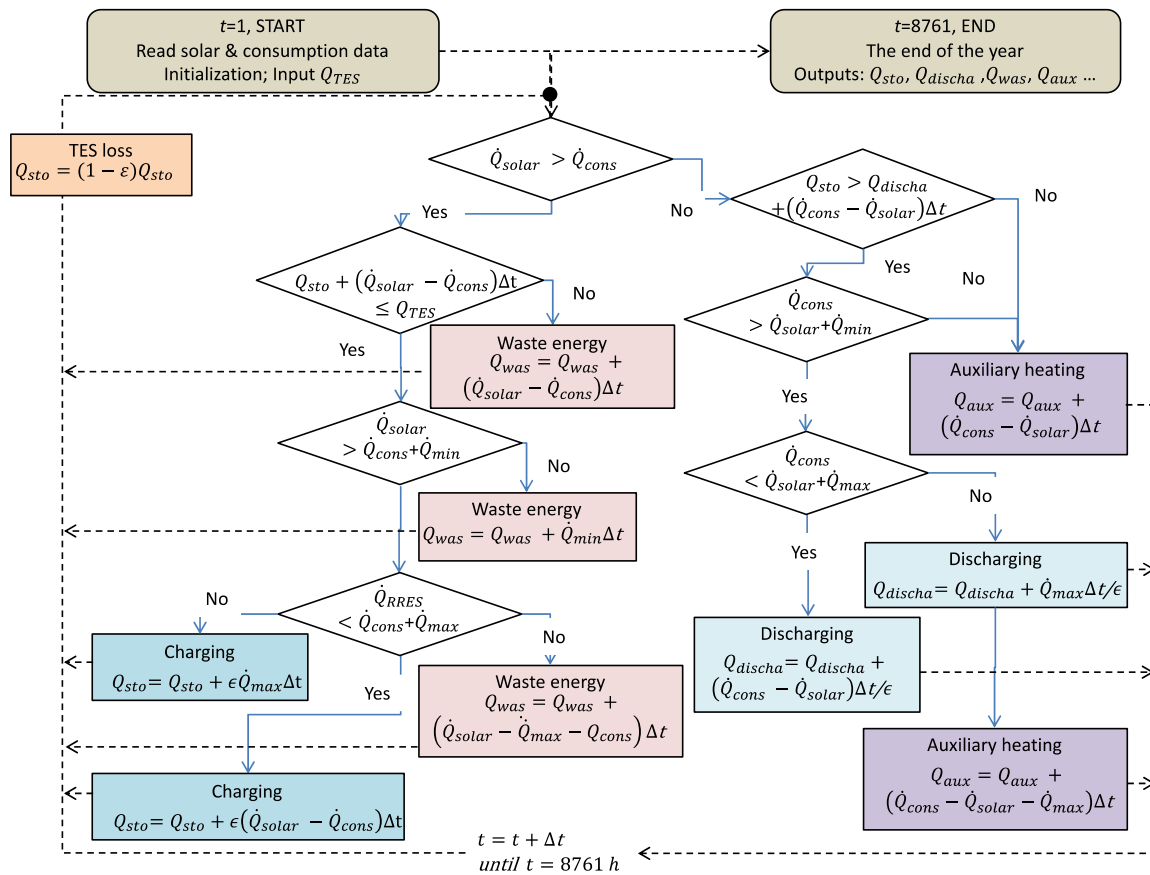 t=1, START
Read solar & consumption data
Initialization; Input Q_TES
t=8761, END
The end of the year
Outputs: Q_sto, Q_discha ,Q_was, Q_aux ...
TES loss
Q_sto = (1 − ε)Q_sto
Q̇_solar > Q̇_cons
Yes
No
Q_sto > Q_discha
+(Q̇_cons − Q̇_solar)Δt
No
Yes
Q_sto + (Q̇_solar − Q̇_cons)Δt
≤ Q_TES
No
Yes
Q̇_cons
> Q̇_solar+Q̇_min
No
Yes
Waste energy
Q_was = Q_was +
(Q̇_solar − Q̇_cons)Δt
Auxiliary heating
Q_aux = Q_aux +
(Q̇_cons − Q̇_solar)Δt
Q̇_solar
> Q̇_cons+Q̇_min
No
Waste energy
Q_was = Q_was + Q̇_minΔt
Q̇_cons
< Q̇_solar+Q̇_max
No
Yes
Discharging
Q_discha= Q_discha + Q̇_maxΔt/ϵ
Q̇_RRES
< Q̇_cons+Q̇_max
No
No
Yes
Charging
Q_sto= Q_sto + ϵQ̇_maxΔt
Waste energy
Q_was = Q_was +
(Q̇_solar − Q̇_max − Q_cons) Δt
Discharging
Q_discha= Q_discha +
(Q̇_cons − Q̇_solar)Δt/ϵ
Auxiliary heating
Q_aux = Q_aux +
(Q̇_cons − Q̇_solar − Q̇_max)Δt
Charging
Q_sto= Q_sto + ϵ(Q̇_solar − Q̇_cons)Δt
t = t + Δt
until t = 8761 h